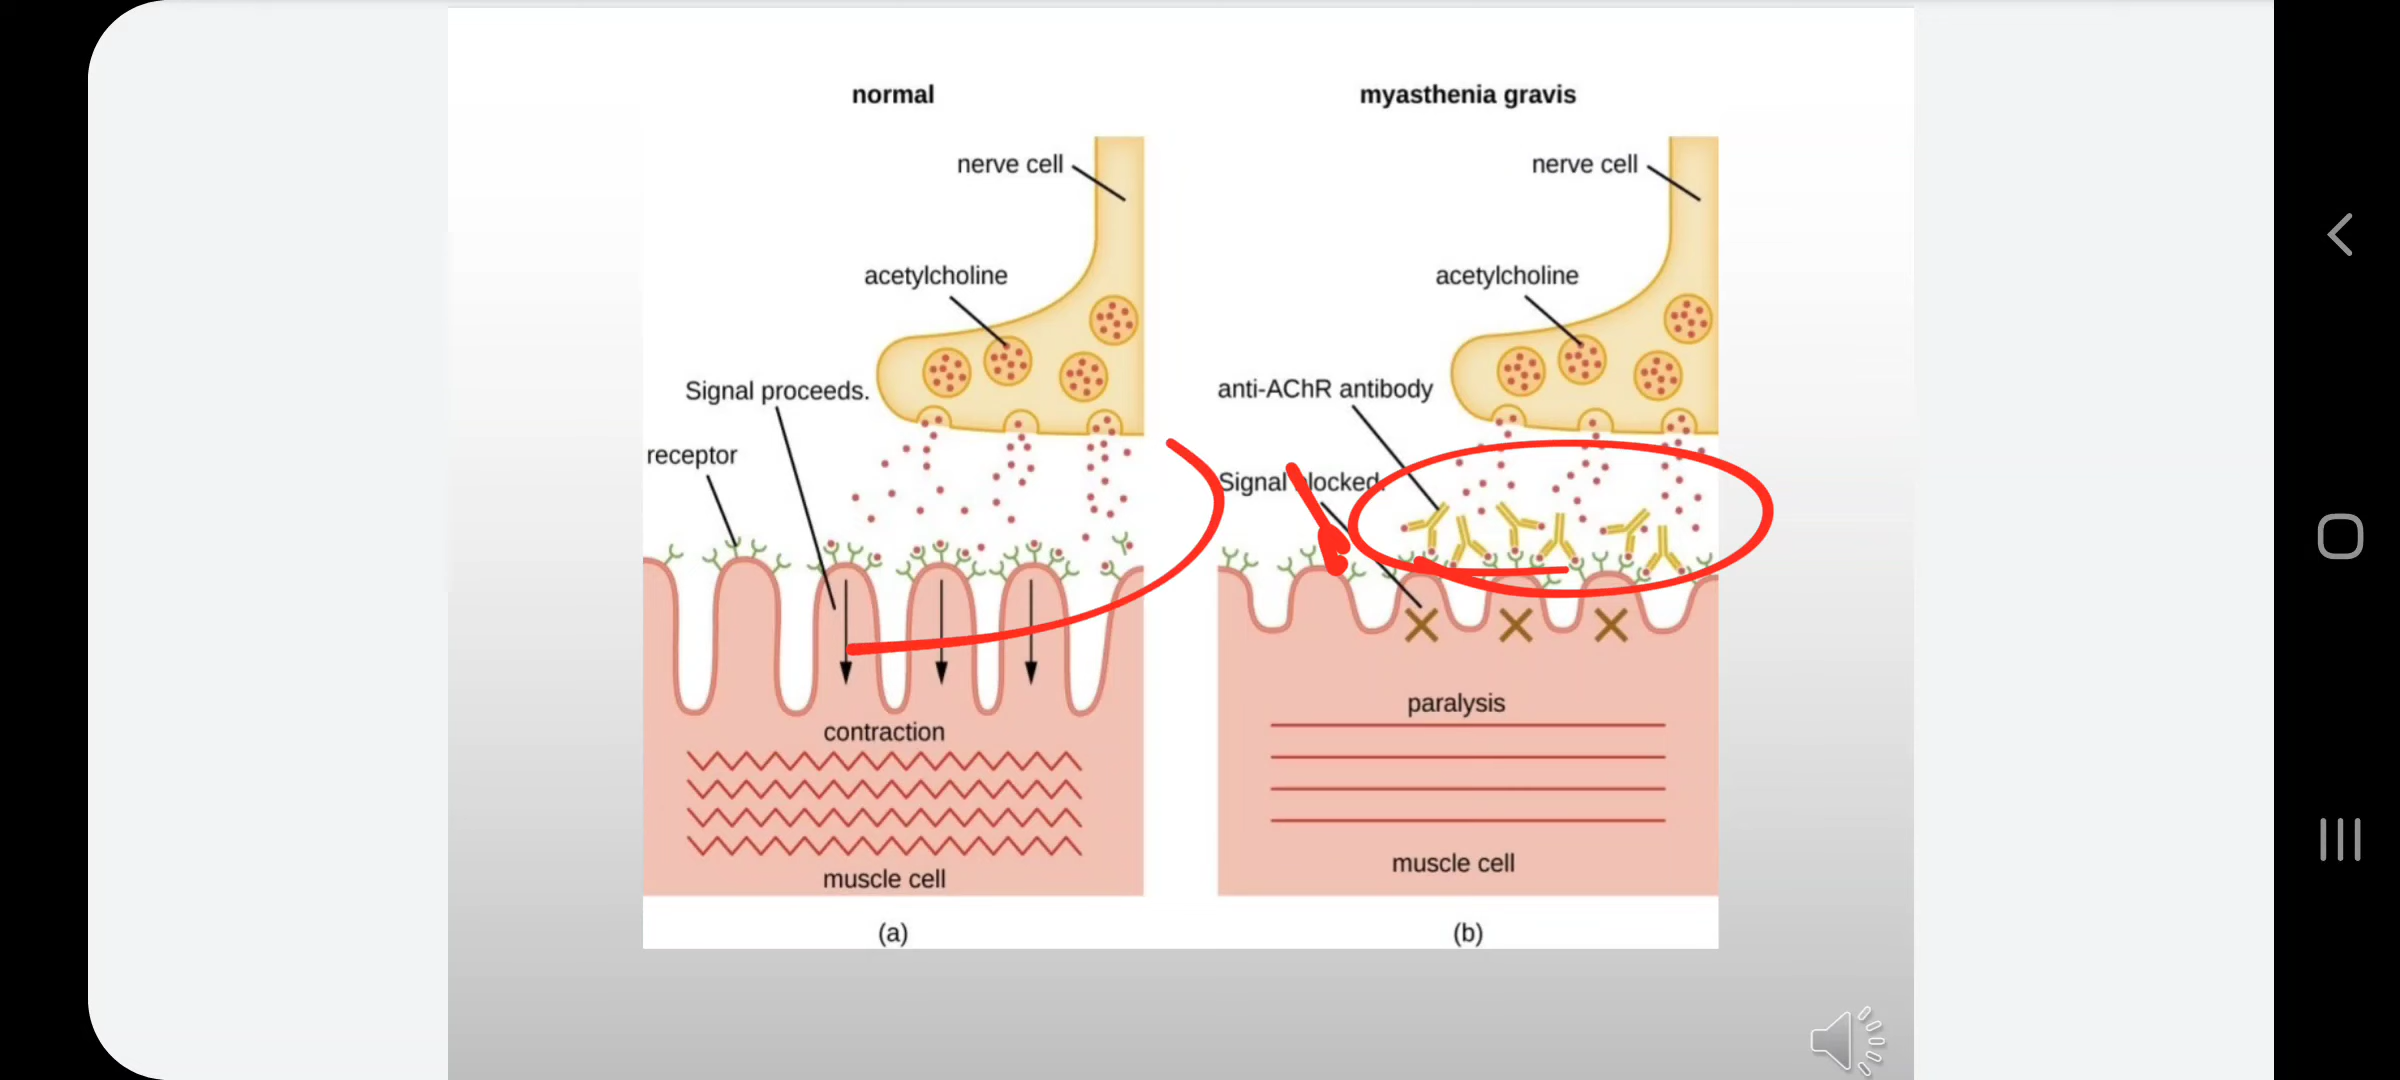 normal
nerve cell
acetylcholine
Signal proceeds.
receptor
contraction
muscle cell
(a)
myasthenia gravis
nerve cell
acetylcholine
anti-AChR antibody
Signal blocked.
paralysis
muscle cell
(b)